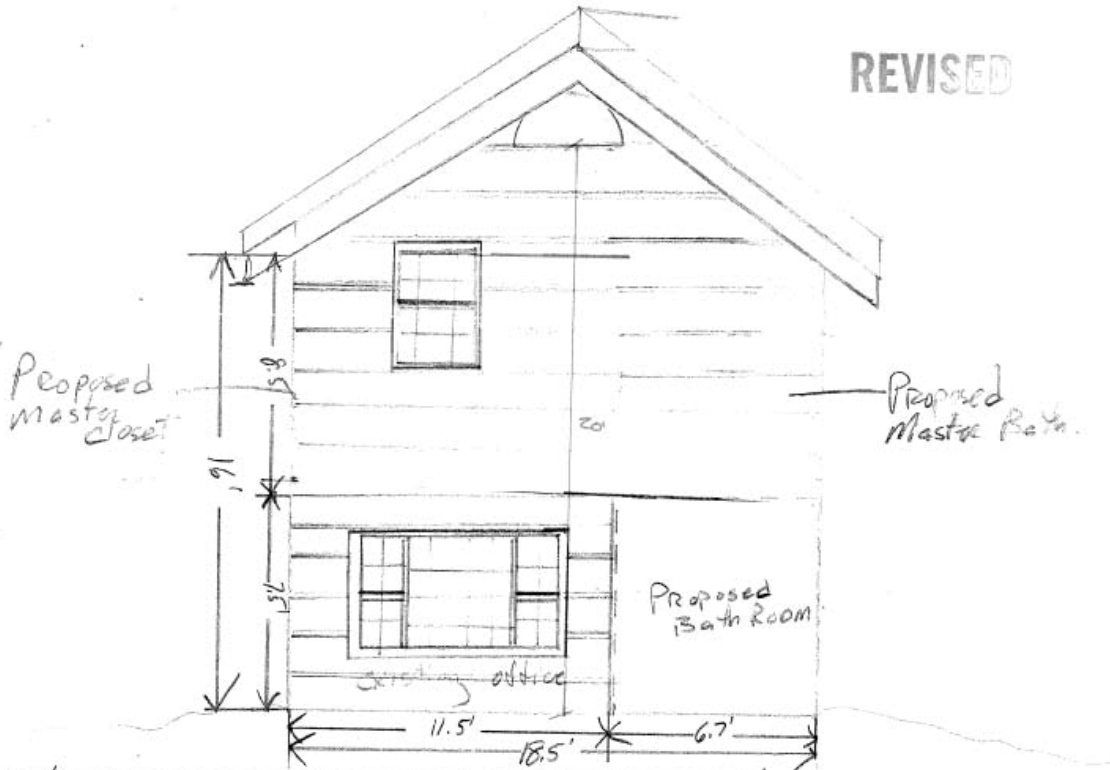 REVISED
Proposed
Master
Closet
8.5
16'
20'
Proposed
Master Bath.
7.5'
Proposed
Bath Room
existing office
11.5'
6.7'
18.5'